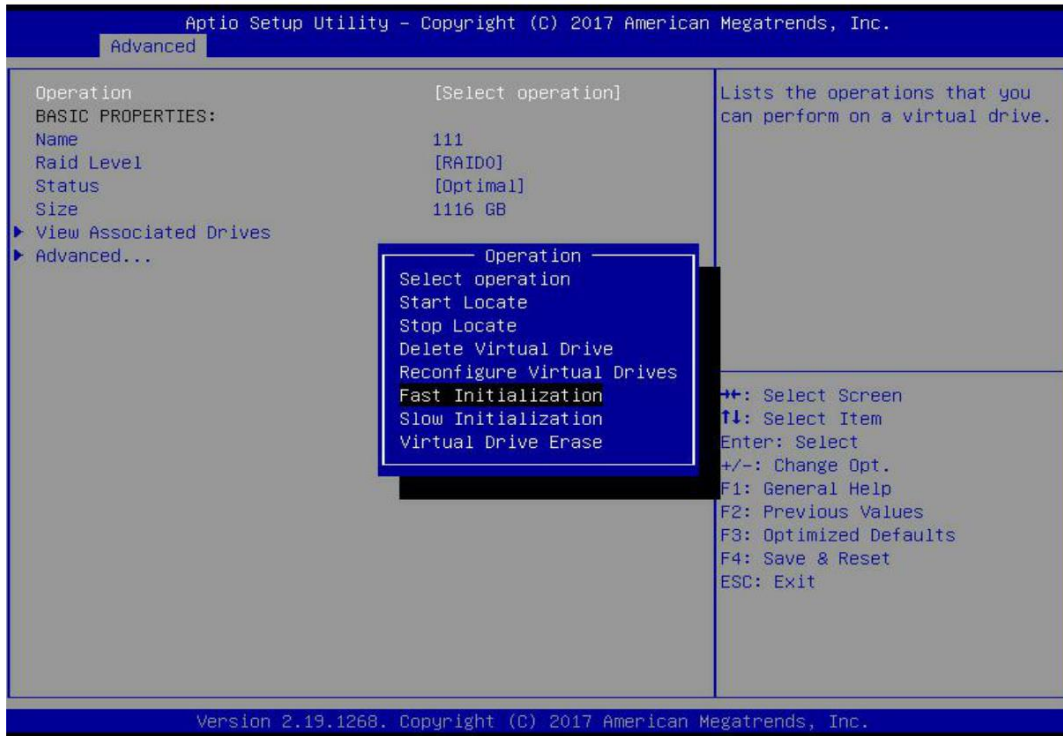 Aptio Setup Utility – Copyright (C) 2017 American Megatrends, Inc.
Advanced
Operation [Select operation]
BASIC PROPERTIES:
Name 111
Raid Level [RAID0]
Status [Optimal]
Size 1116 GB
View Associated Drives
Advanced...
Lists the operations that you
can perform on a virtual drive.
Operation
Select operation
Start Locate
Stop Locate
Delete Virtual Drive
Reconfigure Virtual Drives
Fast Initialization
Slow Initialization
Virtual Drive Erase
→←: Select Screen
↑↓: Select Item
Enter: Select
+/-: Change Opt.
F1: General Help
F2: Previous Values
F3: Optimized Defaults
F4: Save & Reset
ESC: Exit
Version 2.19.1268. Copyright (C) 2017 American Megatrends, Inc.